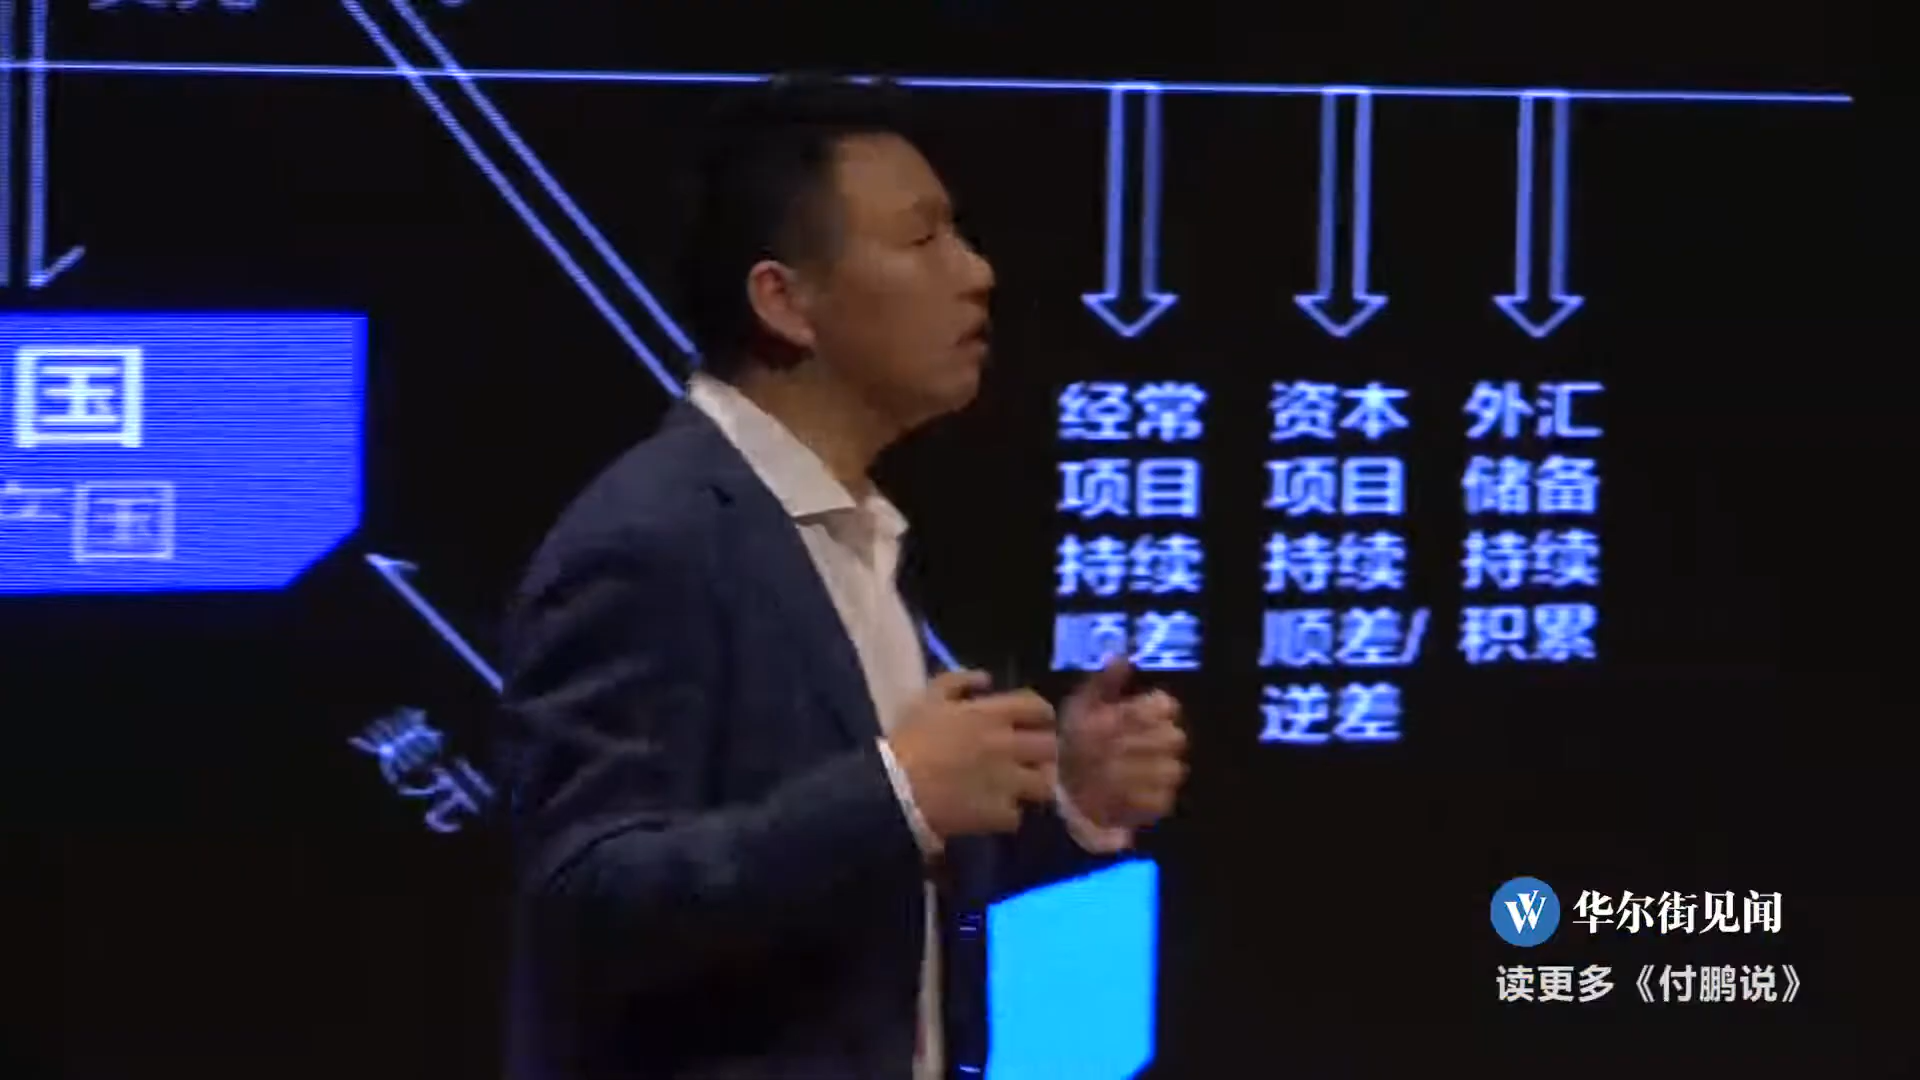 国
国
美元
经常
项目
持续
顺差
资本
项目
持续
顺差/
逆差
外汇
储备
持续
积累
华尔街见闻
读更多《付鹏说》